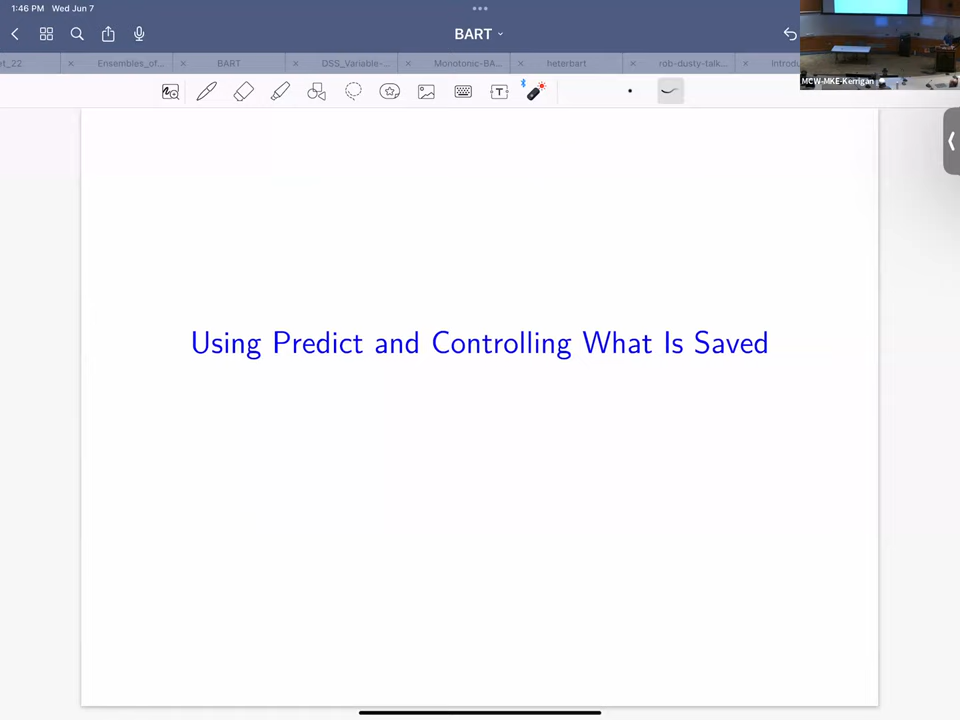 1:46 PM Wed Jun 7
BART
rt_22
Ensembles_of...
BART
DSS_Variable-...
Monotonic-BA...
heterbart
rob-dusty-talk...
Introdu
MCW-MKE-Kerrigan
T
Using Predict and Controlling What Is Saved